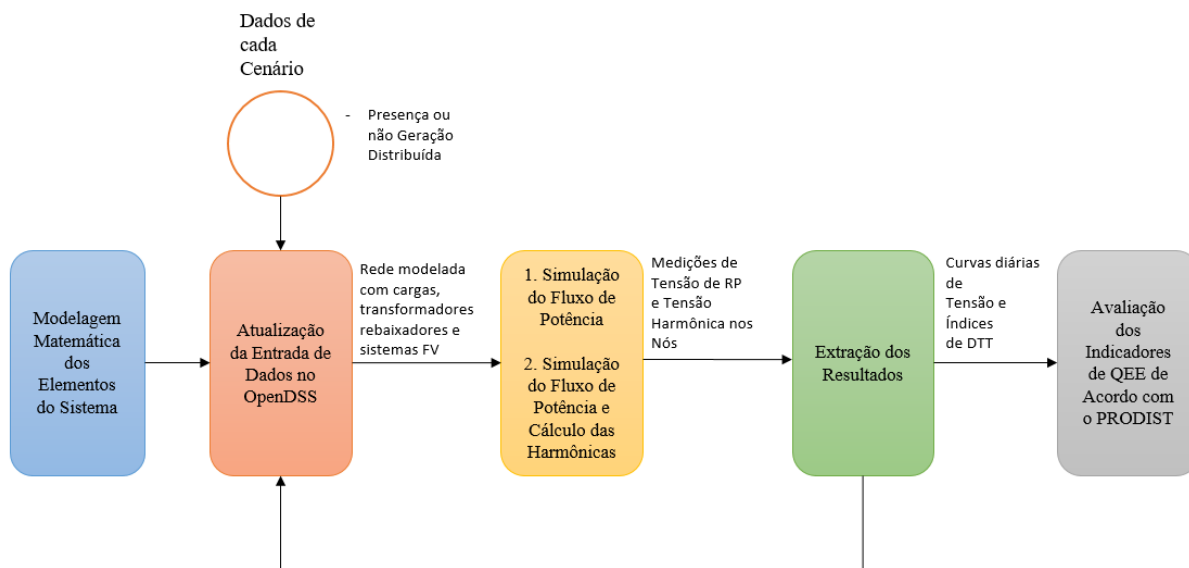 Dados de
cada
Cenário
- Presença ou
não Geração
Distribuída
Modelagem
Matemática
dos
Elementos
do Sistema
Atualização
da Entrada de
Dados no
OpenDSS
Rede modelada
com cargas,
transformadores
rebaixadores e
sistemas FV
1. Simulação
do Fluxo de
Potência
2. Simulação
do Fluxo de
Potência e
Cálculo das
Harmônicas
Medições de
Tensão de RP
e Tensão
Harmônica nos
Nós
Extração dos
Resultados
Curvas diárias
de
Tensão e
Índices
de DTT
Avaliação
dos
Indicadores
de QEE de
Acordo com
o PRODIST